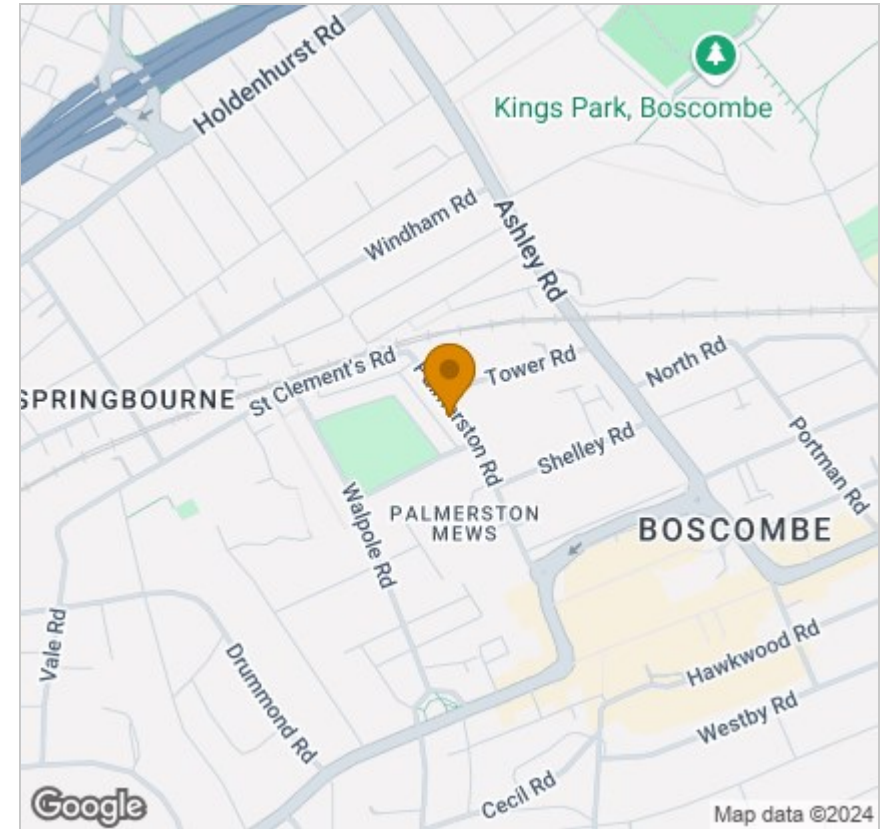 Holdenhurst Rd
Kings Park, Boscombe
Windham Rd
Ashley Rd
St Clement's Rd
Tower Rd
North Rd
SPRINGBOURNE
Palmerston Rd
Shelley Rd
Portman Rd
Walpole Rd
PALMERSTON
MEWS
BOSCOMBE
Vale Rd
Drummond Rd
Hawkwood Rd
Westby Rd
Cecil Rd
Google
Map data ©2024